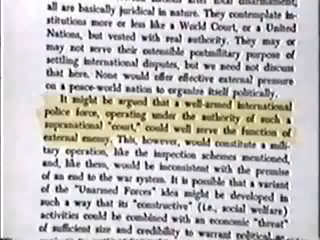 all are basically juridical in nature. They contemplate in-
stitutions more or less like a World Court, or a United
Nations, but vested with real authority. They may or
may not serve their ostensible postmilitary purpose of
settling international disputes, but we need not discuss
that here. None would offer effective external pressure
on a peace-world nation to organize itself politically.
It might be argued that a well-armed international
police force, operating under the authority of such a
supranational "court," could well serve the function of
external enemy. This, however, would constitute a mili-
tary operation, like the inspection schemes mentioned,
and, like them, would be inconsistent with the premise
of an end to the war system. It is possible that a variant
of the "Unarmed Forces" idea might be developed in
such a way that its "constructive" (i.e., social welfare)
activities could be combined with an economic "threat"
of sufficient size and credibility to warrant political